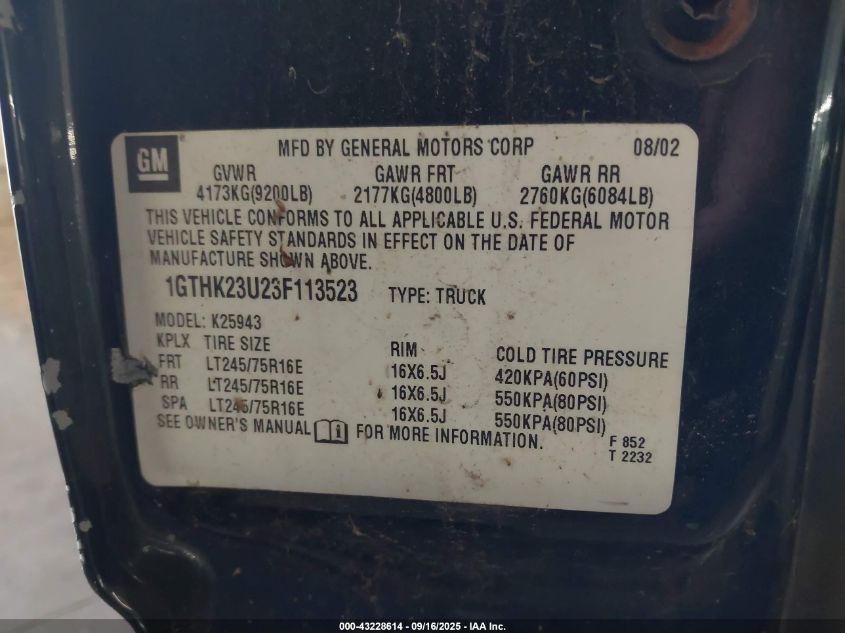 GM
MFD BY GENERAL MOTORS CORP 08/02
GVWR GAWR FRT GAWR RR
4173KG(9200LB) 2177KG(4800LB) 2760KG(6084LB)
THIS VEHICLE CONFORMS TO ALL APPLICABLE U.S. FEDERAL MOTOR
VEHICLE SAFETY STANDARDS IN EFFECT ON THE DATE OF
MANUFACTURE SHOWN ABOVE.
1GTHK23U23F113523 TYPE: TRUCK
MODEL: K25943
KPLX TIRE SIZE RIM COLD TIRE PRESSURE
FRT LT245/75R16E 16X6.5J 420KPA(60PSI)
RR LT245/75R16E 16X6.5J 550KPA(80PSI)
SPA LT245/75R16E 16X6.5J 550KPA(80PSI)
SEE OWNER'S MANUAL FOR MORE INFORMATION.
F 852
T 2232
000-43228614 - 09/16/2025 - IAA Inc.